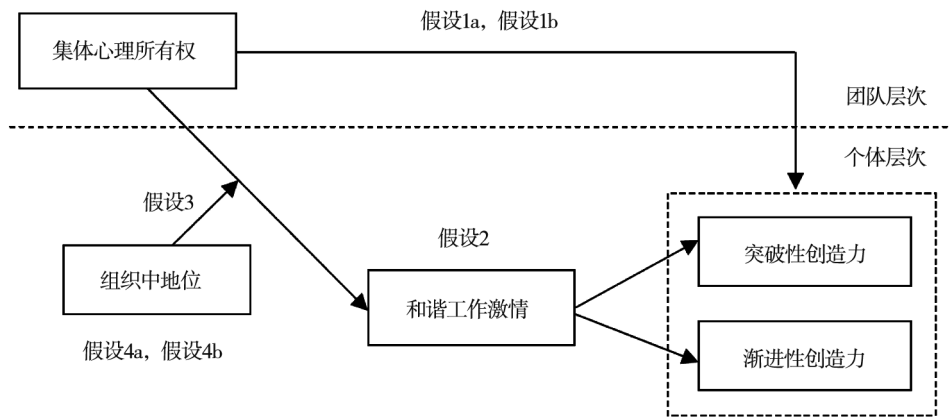 假设1a，假设1b
集体心理所有权
团队层次
个体层次
假设3
突破性创造力
假设2
组织中地位
和谐工作激情
假设4a，假设4b
渐进性创造力